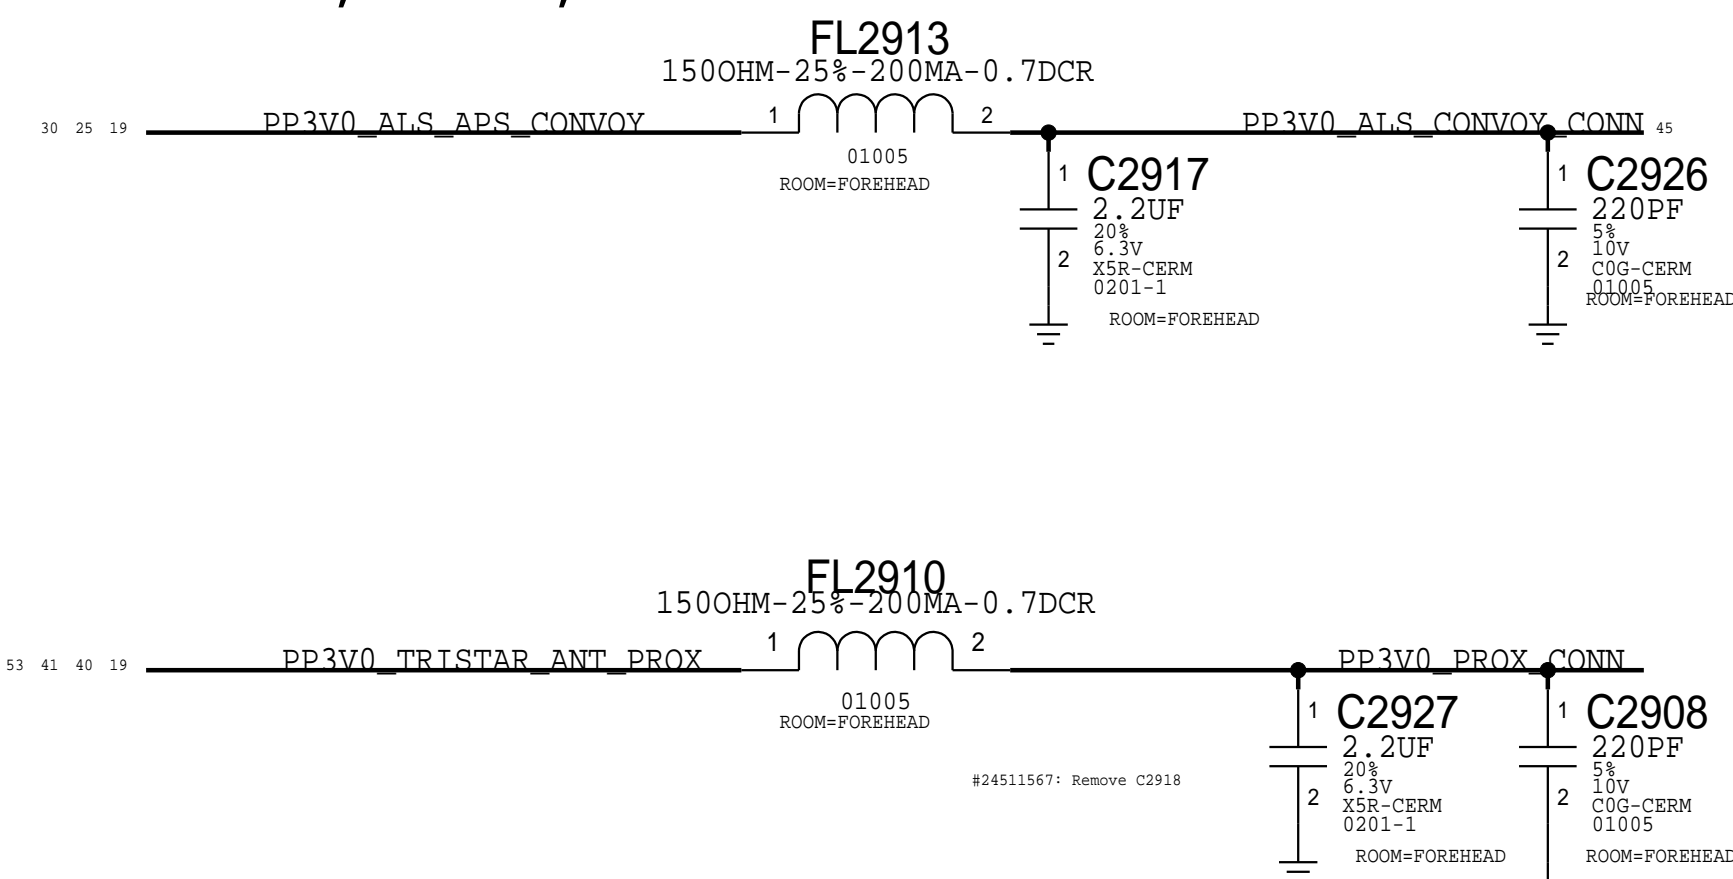 FL2913
150OHM-25%-200MA-0.7DCR
30 25 19 PP3V0_ALS_APS_CONVOY 1 2 PP3V0_ALS_CONVOY_CONN 45
01005
ROOM=FOREHEAD
1 C2917
2.2UF
20%
6.3V
2 X5R-CERM
0201-1
ROOM=FOREHEAD
1 C2926
220PF
5%
10V
2 C0G-CERM
01005
ROOM=FOREHEAD
FL2910
150OHM-25%-200MA-0.7DCR
53 41 40 19 PP3V0_TRISTAR_ANT_PROX 1 2 PP3V0_PROX_CONN
01005
ROOM=FOREHEAD
#24511567: Remove C2918
1 C2927
2.2UF
20%
6.3V
2 X5R-CERM
0201-1
ROOM=FOREHEAD
1 C2908
220PF
5%
10V
2 C0G-CERM
01005
ROOM=FOREHEAD